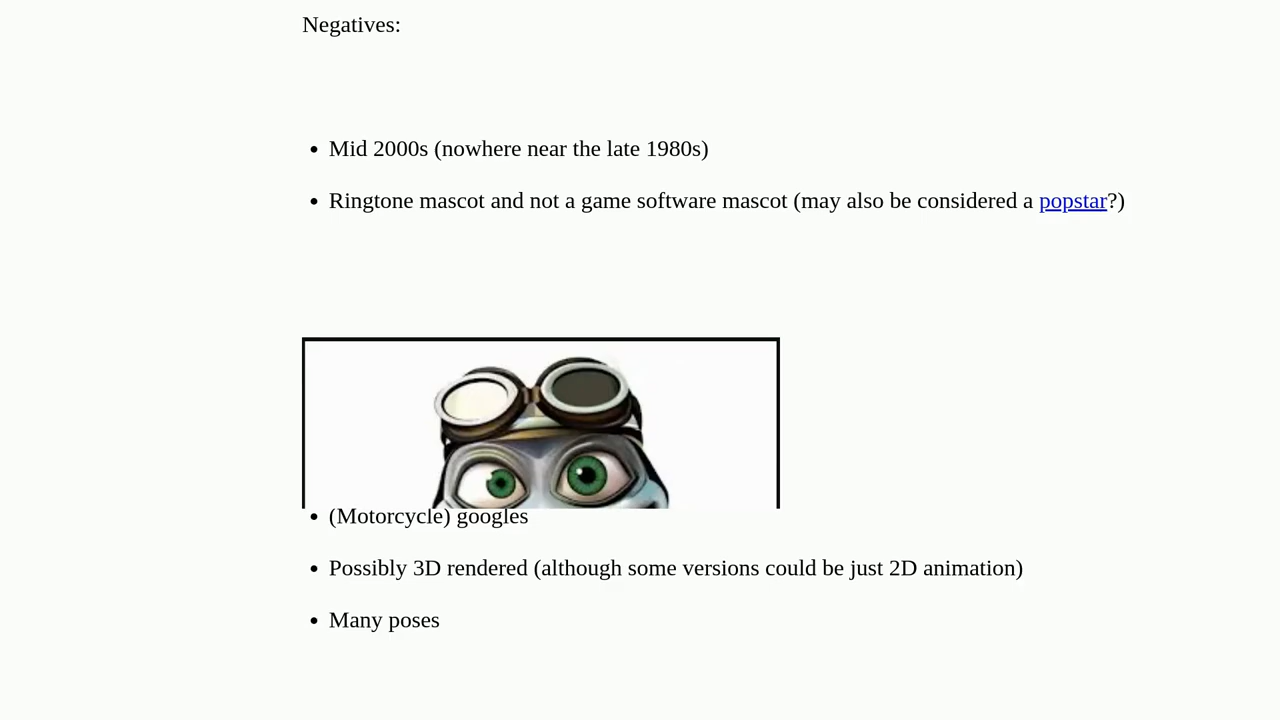 Negatives:
• Mid 2000s (nowhere near the late 1980s)
• Ringtone mascot and not a game software mascot (may also be considered a popstar?)
• (Motorcycle) googles
• Possibly 3D rendered (although some versions could be just 2D animation)
• Many poses